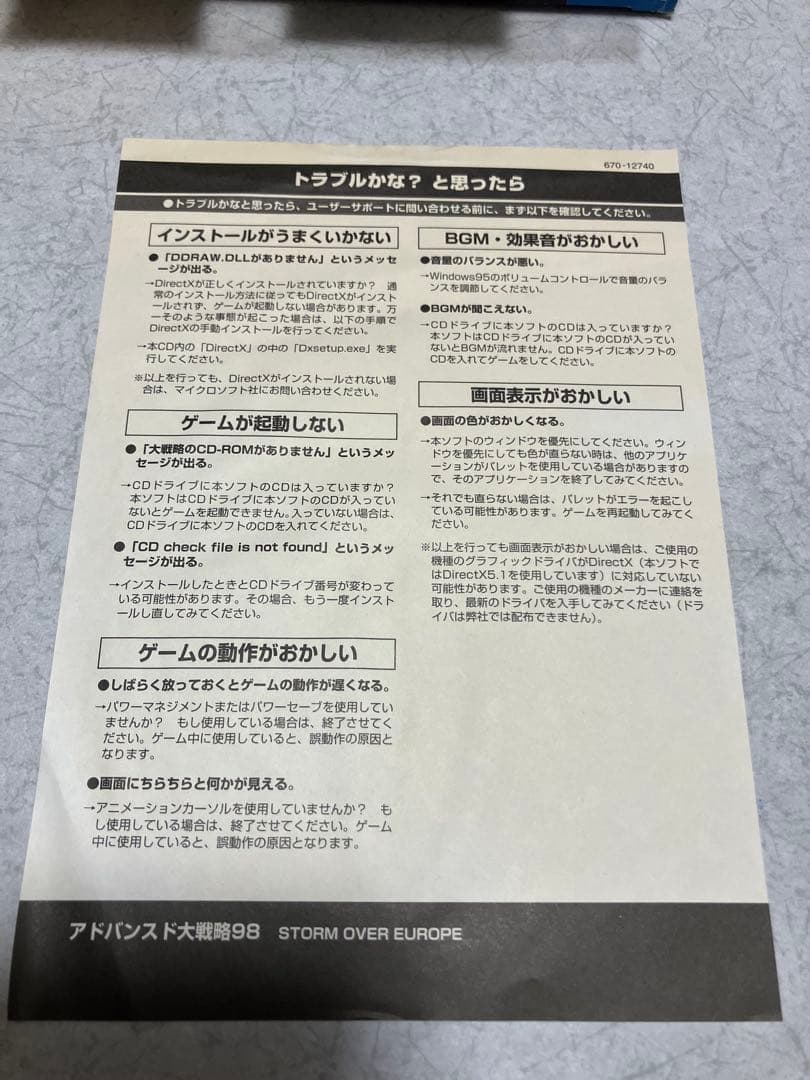 670-12740
トラブルかな？ と思ったら
●トラブルかなと思ったら、ユーザーサポートに問い合わせる前に、まず以下を確認してください。
インストールがうまくいかない
●「DDRAW.DLLがありません」というメッセ
ージが出る。
→DirectXが正しくインストールされていますか？　通
常のインストール方法に従ってもDirectXがインスト
ールされず、ゲームが起動しない場合があります。万
一そのような事態が起こった場合は、以下の手順で
DirectXの手動インストールを行ってください。
→本CD内の「DirectX」の中の「Dxsetup.exe」を実
行してください。
※以上を行っても、DirectXがインストールされない場
合は、マイクロソフト社にお問い合わせください。
ゲームが起動しない
●「大戦略のCD-ROMがありません」というメッ
セージが出る。
→CDドライブに本ソフトのCDは入っていますか？
本ソフトはCDドライブに本ソフトのCDが入ってい
ないとゲームを起動できません。入っていない場合は、
CDドライブに本ソフトのCDを入れてください。
●「CD check file is not found」というメッ
セージが出る。
→インストールしたときとCDドライブ番号が変わって
いる可能性があります。その場合、もう一度インスト
ールし直してみてください。
ゲームの動作がおかしい
●しばらく放っておくとゲームの動作が遅くなる。
→パワーマネジメントまたはパワーセーブを使用してい
ませんか？　もし使用している場合は、終了させてく
ださい。ゲーム中に使用していると、誤動作の原因と
なります。
●画面にちらちらと何かが見える。
→アニメーションカーソルを使用していませんか？　も
し使用している場合は、終了させてください。ゲーム
中に使用していると、誤動作の原因となります。
BGM・効果音がおかしい
●音量のバランスが悪い。
→Windows95のボリュームコントロールで音量のバラ
ンスを調節してください。
●BGMが聞こえない。
→CDドライブに本ソフトのCDは入っていますか？
本ソフトはCDドライブに本ソフトのCDが入ってい
ないとBGMが流れません。CDドライブに本ソフトの
CDを入れてゲームをしてください。
画面表示がおかしい
●画面の色がおかしくなる。
→本ソフトのウィンドウを優先にしてください。ウィン
ドウを優先にしても色が直らない時は、他のアプリケ
ーションがパレットを使用している場合がありますの
で、そのアプリケーションを終了してみてください。
→それでも直らない場合は、パレットがエラーを起こし
ている可能性があります。ゲームを再起動してみてく
ださい。
※以上を行っても画面表示がおかしい場合は、ご使用の
機種のグラフィックドライバがDirectX（本ソフトで
はDirectX5.1を使用しています）に対応していない
可能性があります。ご使用の機種のメーカーに連絡を
取り、最新のドライバを入手してみてください（ドラ
イバは弊社では配布できません）。
アドバンスド大戦略98　STORM OVER EUROPE